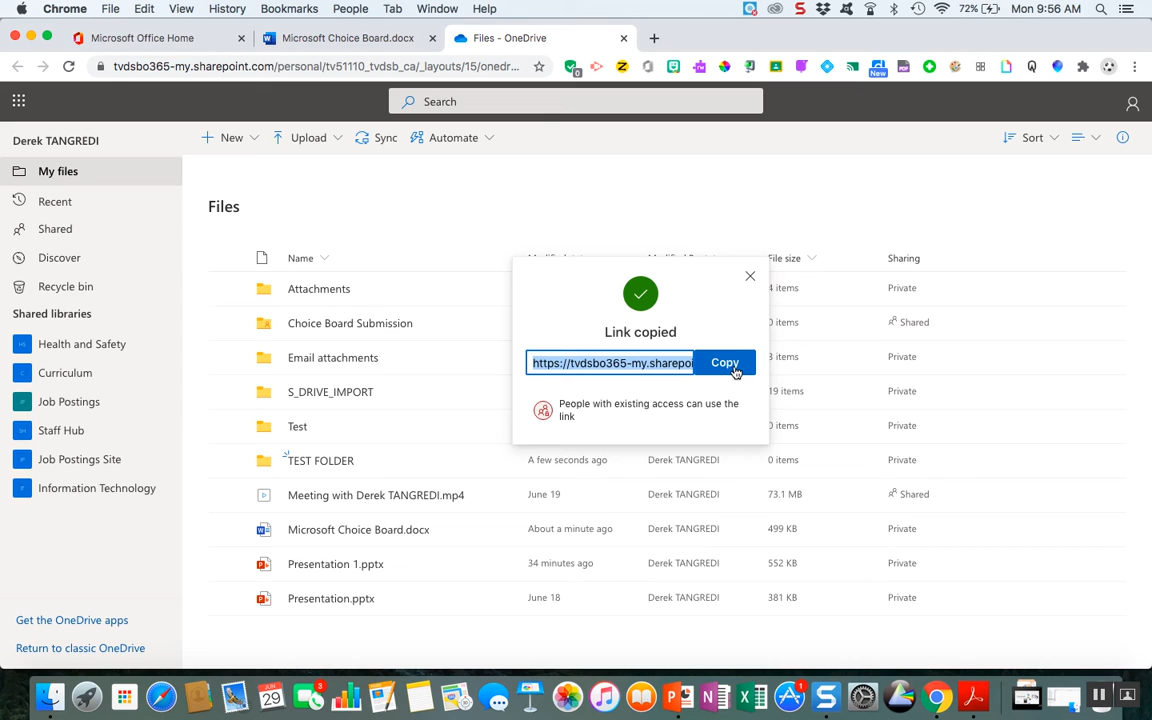 Chrome File Edit View History Bookmarks People Tab Window Help 72% Mon 9:56 AM
Microsoft Office Home Microsoft Choice Board.docx Files - OneDrive
tvdsbo365-my.sharepoint.com/personal/tv51110_tvdsb_ca/_layouts/15/onedr...
Search
Derek TANGREDI New Upload Sync Automate Sort
My files
Recent
Files
Shared
Discover
Name File size Sharing
Recycle bin
Attachments 4 items Private
Shared libraries
Choice Board Submission 0 items Shared
Health and Safety
Link copied
Email attachments 3 items Private
https://tvdsbo365-my.sharepoi Copy
Curriculum
S_DRIVE_IMPORT 19 items Private
Job Postings
People with existing access can use the
link
Test 0 items Private
Staff Hub
TEST FOLDER A few seconds ago Derek TANGREDI 0 items Private
Job Postings Site
Information Technology
Meeting with Derek TANGREDI.mp4 June 19 Derek TANGREDI 73.1 MB Shared
Microsoft Choice Board.docx About a minute ago Derek TANGREDI 499 KB Private
Presentation 1.pptx 34 minutes ago Derek TANGREDI 552 KB Private
Presentation.pptx June 18 Derek TANGREDI 381 KB Private
Get the OneDrive apps
Return to classic OneDrive